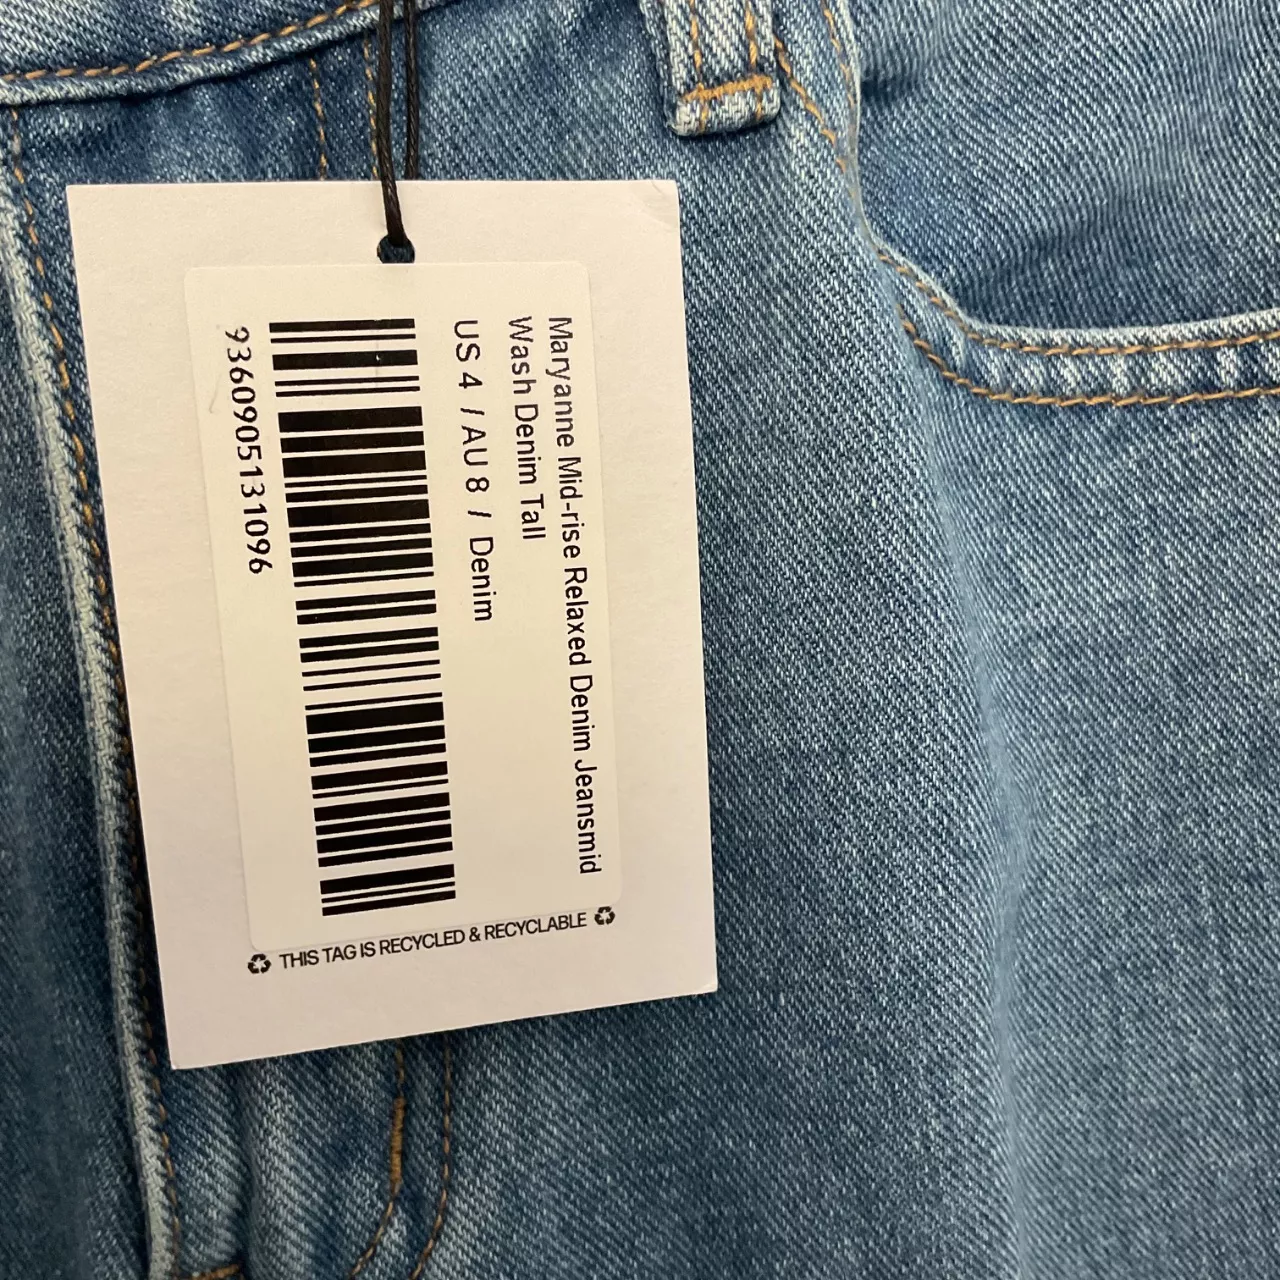 Maryanne Mid-rise Relaxed Denim Jeansmid
Wash Denim Tall
US 4 / AU 8 / Denim
9360905131096
THIS TAG IS RECYCLED & RECYCLABLE